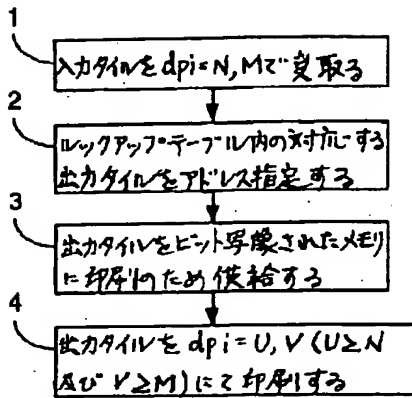 1
入力タイルをdpi=N,Mで受取る
2
ルックアップ・テーブル内の対応する
出力タイルをアドレス指定する
3
出力タイルをビット写像されたメモリ
に印刷のため供給する
4
出力タイルをdpi=U,V(U≥N
及びV≥M)にて印刷する